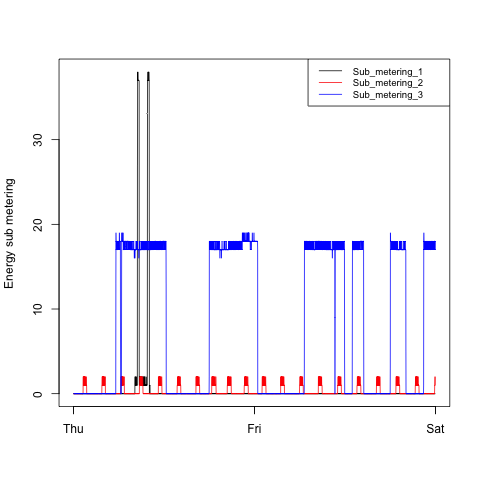 Sub_metering_1
Sub_metering_2
Sub_metering_3
Energy sub metering
30
20
10
0
Thu Fri Sat